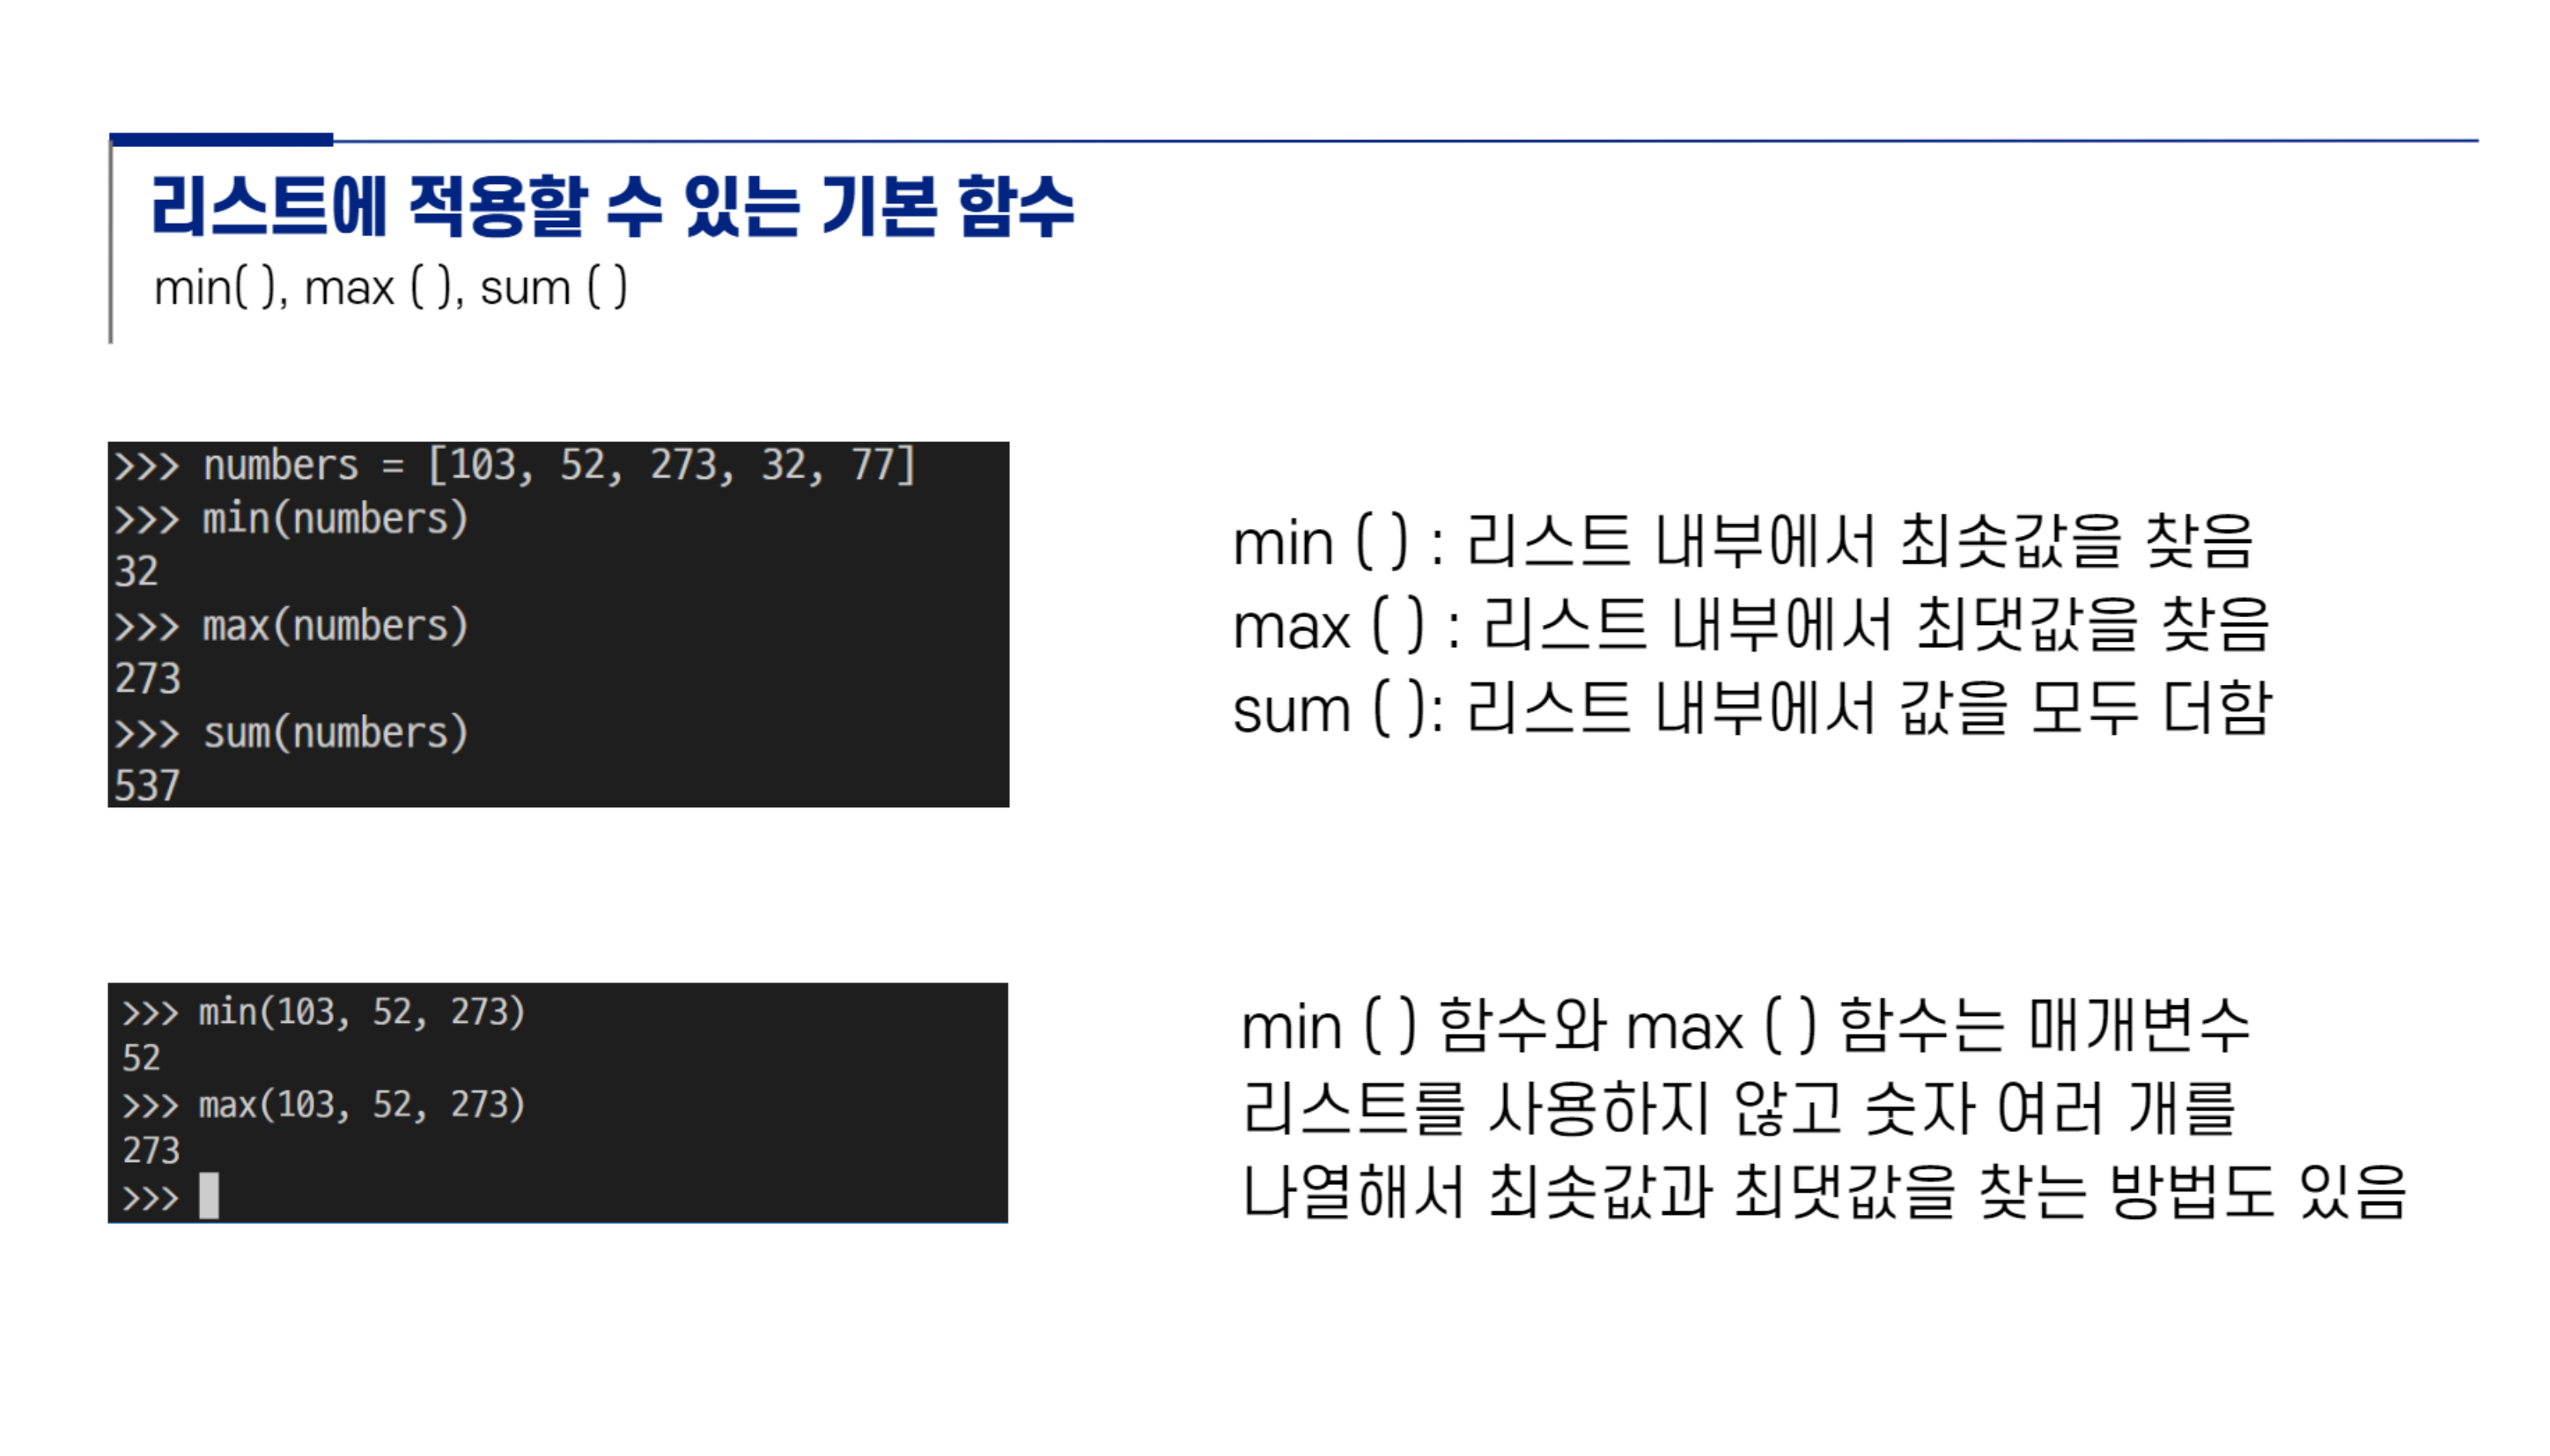 리스트에 적용할 수 있는 기본 함수
min( ), max ( ), sum ( )
>>> numbers = [103, 52, 273, 32, 77]
>>> min(numbers)
32
>>> max(numbers)
273
>>> sum(numbers)
537
min ( ) : 리스트 내부에서 최솟값을 찾음
max ( ) : 리스트 내부에서 최댓값을 찾음
sum ( ): 리스트 내부에서 값을 모두 더함
>>> min(103, 52, 273)
52
>>> max(103, 52, 273)
273
>>>
min ( ) 함수와 max ( ) 함수는 매개변수
리스트를 사용하지 않고 숫자 여러 개를
나열해서 최솟값과 최댓값을 찾는 방법도 있음